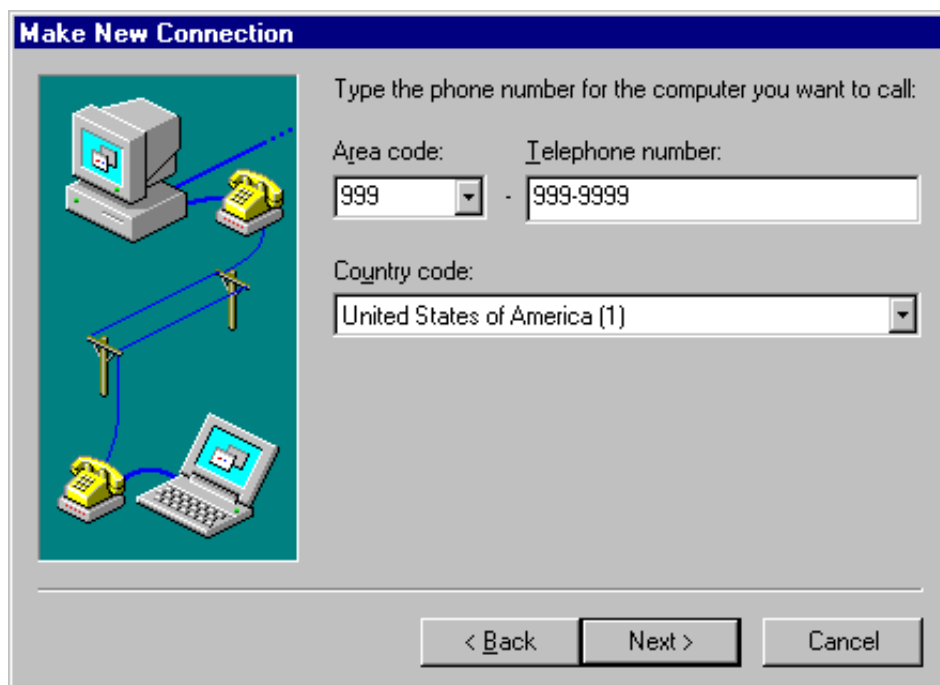 Make New Connection
Type the phone number for the computer you want to call:
Area code: Telephone number:
999 - 999-9999
Country code:
United States of America (1)
< Back Next > Cancel